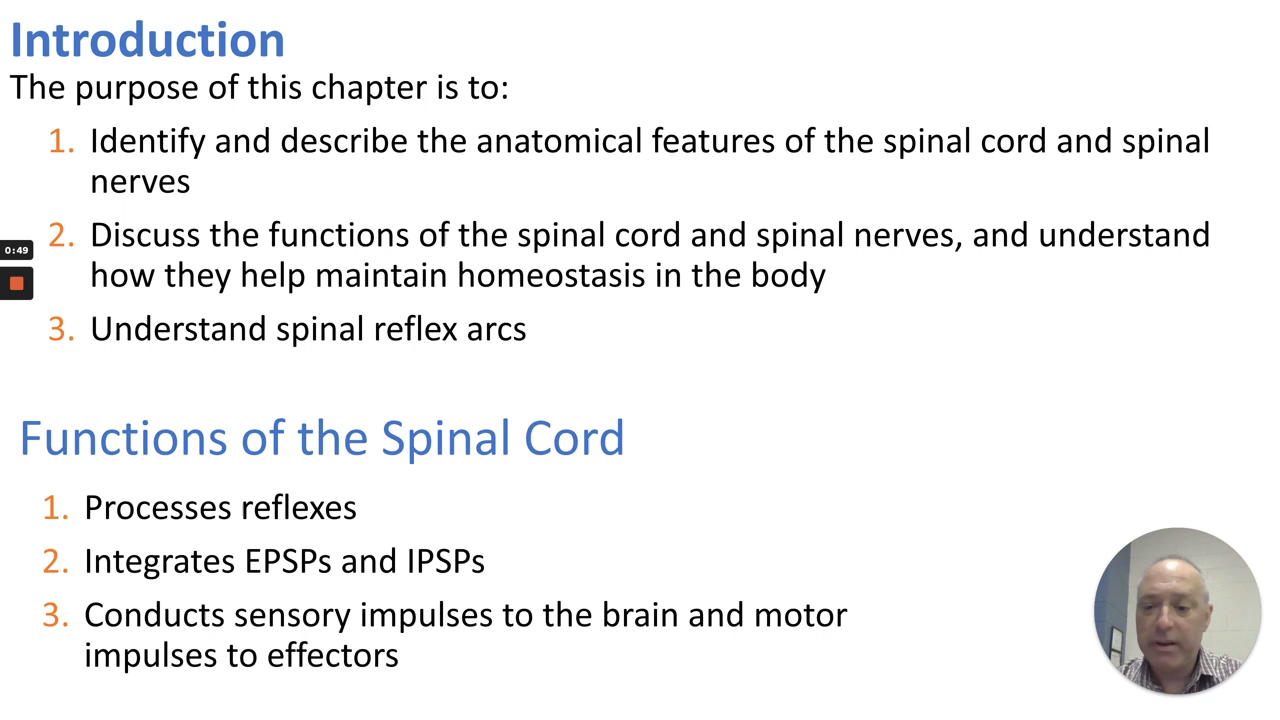 Introduction
The purpose of this chapter is to:
1. Identify and describe the anatomical features of the spinal cord and spinal
nerves
0:49
2. Discuss the functions of the spinal cord and spinal nerves, and understand
how they help maintain homeostasis in the body
3. Understand spinal reflex arcs
Functions of the Spinal Cord
1. Processes reflexes
2. Integrates EPSPs and IPSPs
3. Conducts sensory impulses to the brain and motor
impulses to effectors